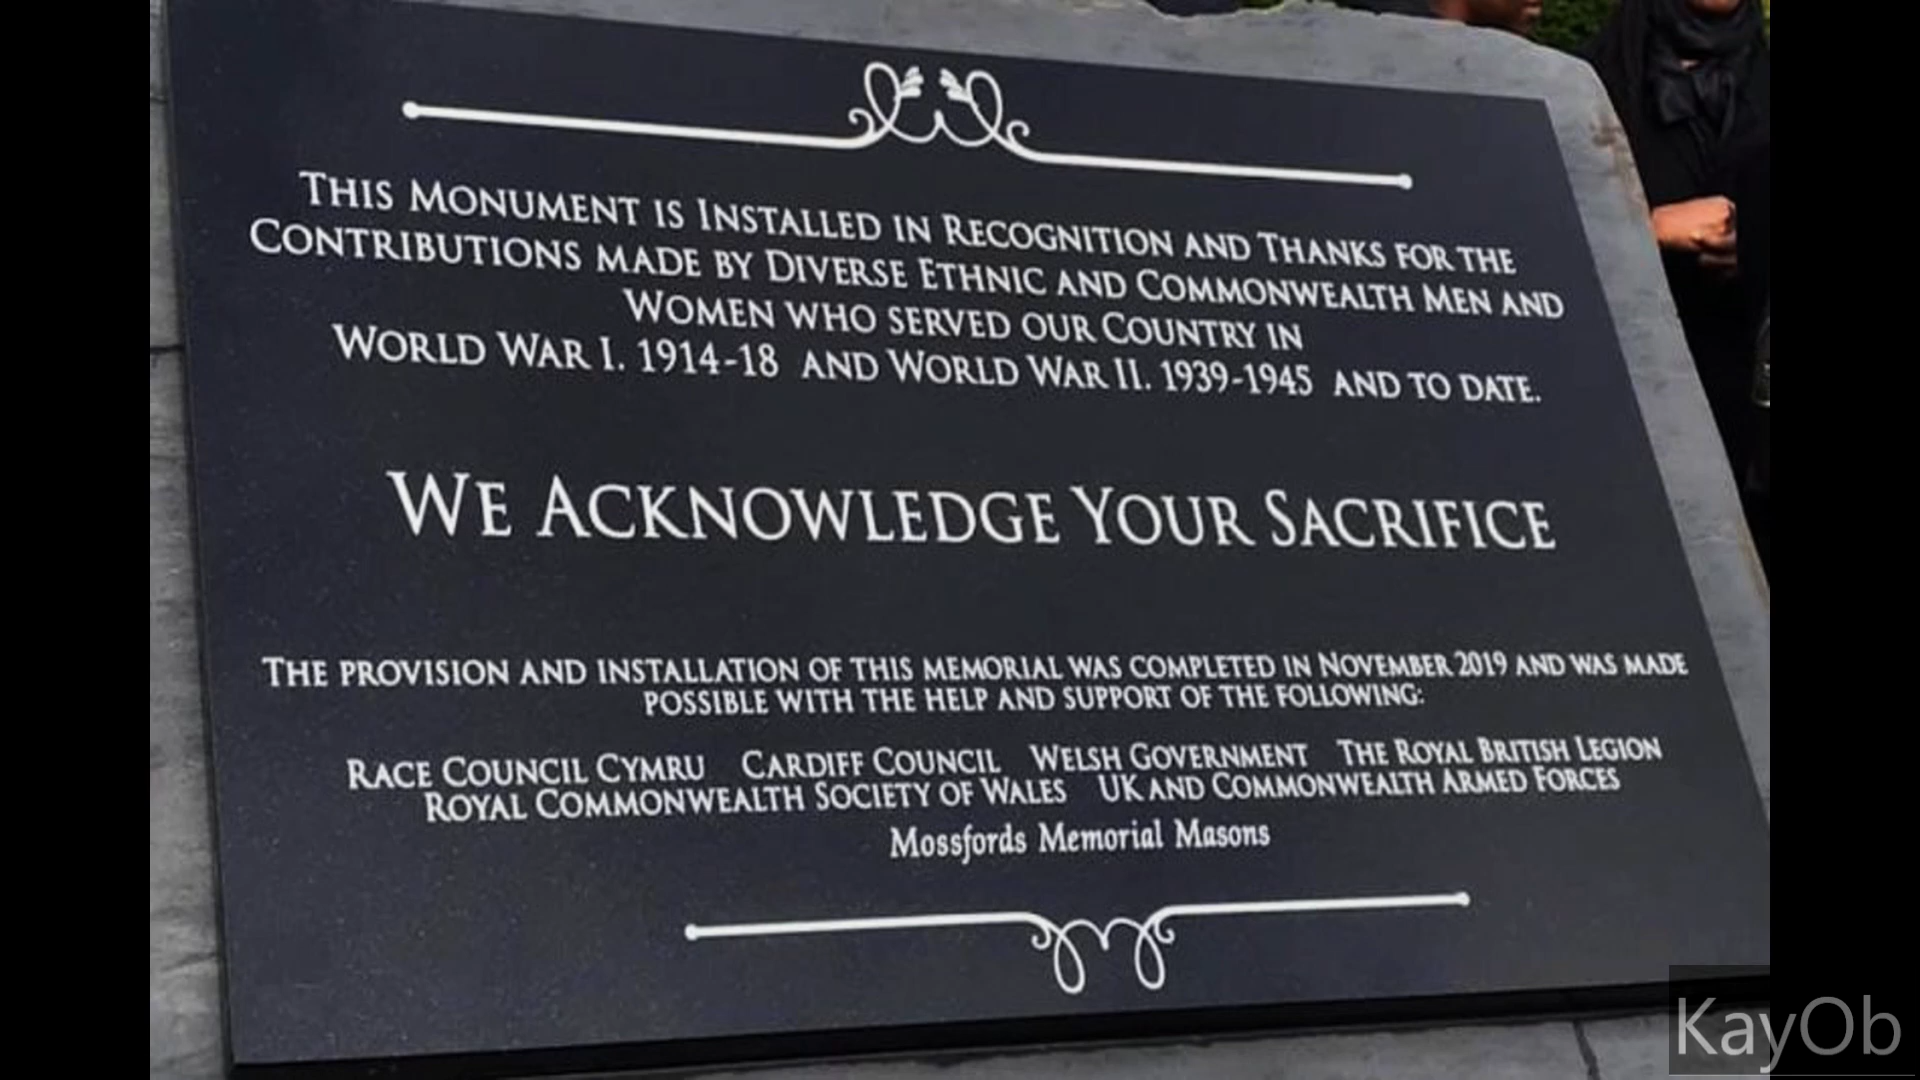 THIS MONUMENT IS INSTALLED IN RECOGNITION AND THANKS FOR THE
CONTRIBUTIONS MADE BY DIVERSE ETHNIC AND COMMONWEALTH MEN AND
WOMEN WHO SERVED OUR COUNTRY IN
WORLD WAR I. 1914-18 AND WORLD WAR II. 1939-1945 AND TO DATE.
WE ACKNOWLEDGE YOUR SACRIFICE
THE PROVISION AND INSTALLATION OF THIS MEMORIAL WAS COMPLETED IN NOVEMBER 2019 AND WAS MADE
POSSIBLE WITH THE HELP AND SUPPORT OF THE FOLLOWING:
RACE COUNCIL CYMRU CARDIFF COUNCIL WELSH GOVERNMENT THE ROYAL BRITISH LEGION
ROYAL COMMONWEALTH SOCIETY OF WALES UK AND COMMONWEALTH ARMED FORCES
Mossfords Memorial Masons
KayOb